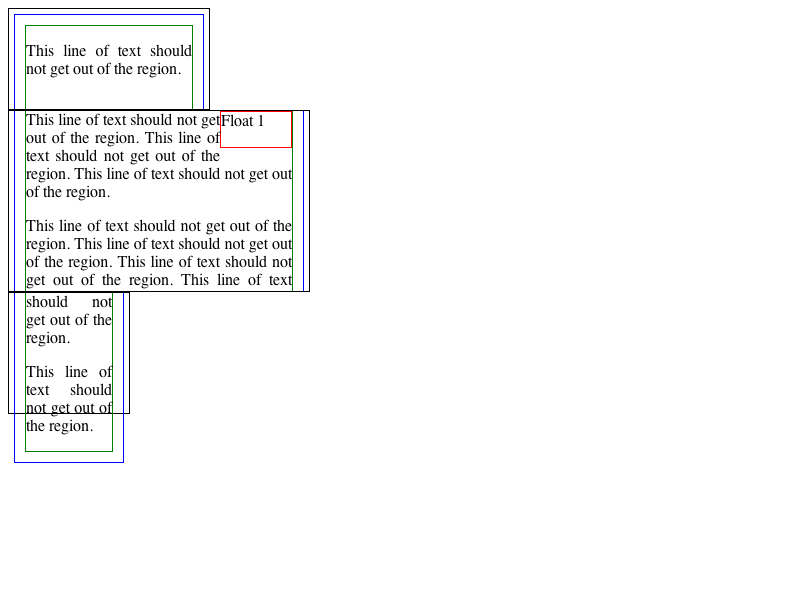 This line of text should
not get out of the region.
This line of text should not get
Float 1
out of the region. This line of
text should not get out of the
region. This line of text should not get out
of the region.
This line of text should not get out of the
region. This line of text should not get out
of the region. This line of text should not
get out of the region. This line of text
should not
get out of the
region.
This line of
text should
not get out of
the region.